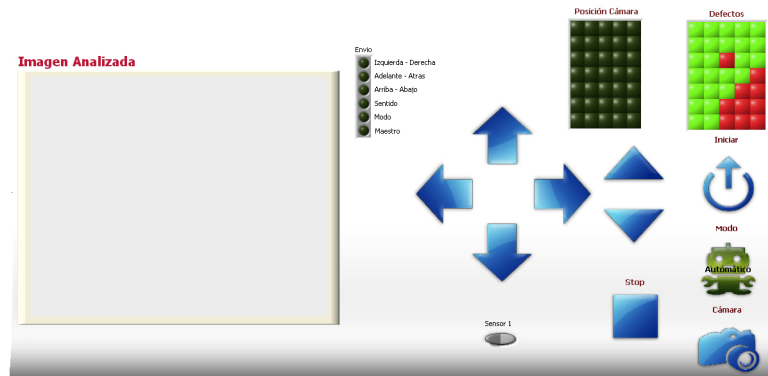 Posición Cámara
Defectos
Envio
Imagen Analizada
Izquierda - Derecha
Adelante - Atras
Arriba - Abajo
Sentido
Modo
Maestro
Iniciar
Modo
Automático
Stop
Cámara
Sensor 1